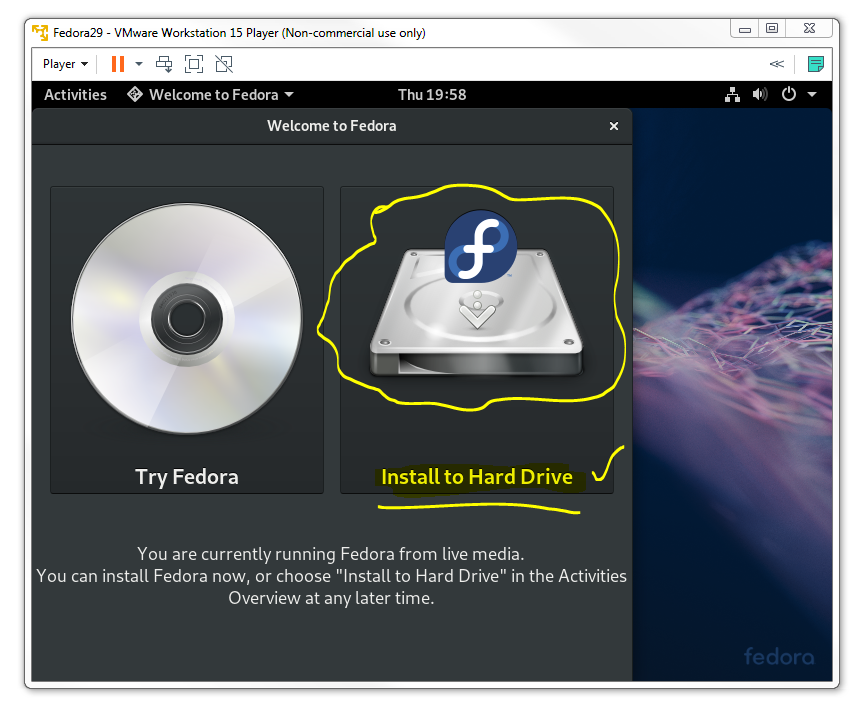 Fedora29 - VMware Workstation 15 Player (Non-commercial use only)
Player
Activities Welcome to Fedora Thu 19:58
Welcome to Fedora
Try Fedora
Install to Hard Drive
You are currently running Fedora from live media.
You can install Fedora now, or choose "Install to Hard Drive" in the Activities
Overview at any later time.
fedora